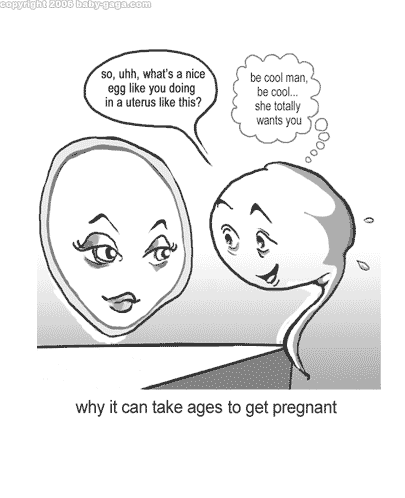 copyright 2006 baby-gaga.com
so, uhh, what's a nice
egg like you doing
in a uterus like this?
be cool man,
be cool...
she totally
wants you
why it can take ages to get pregnant